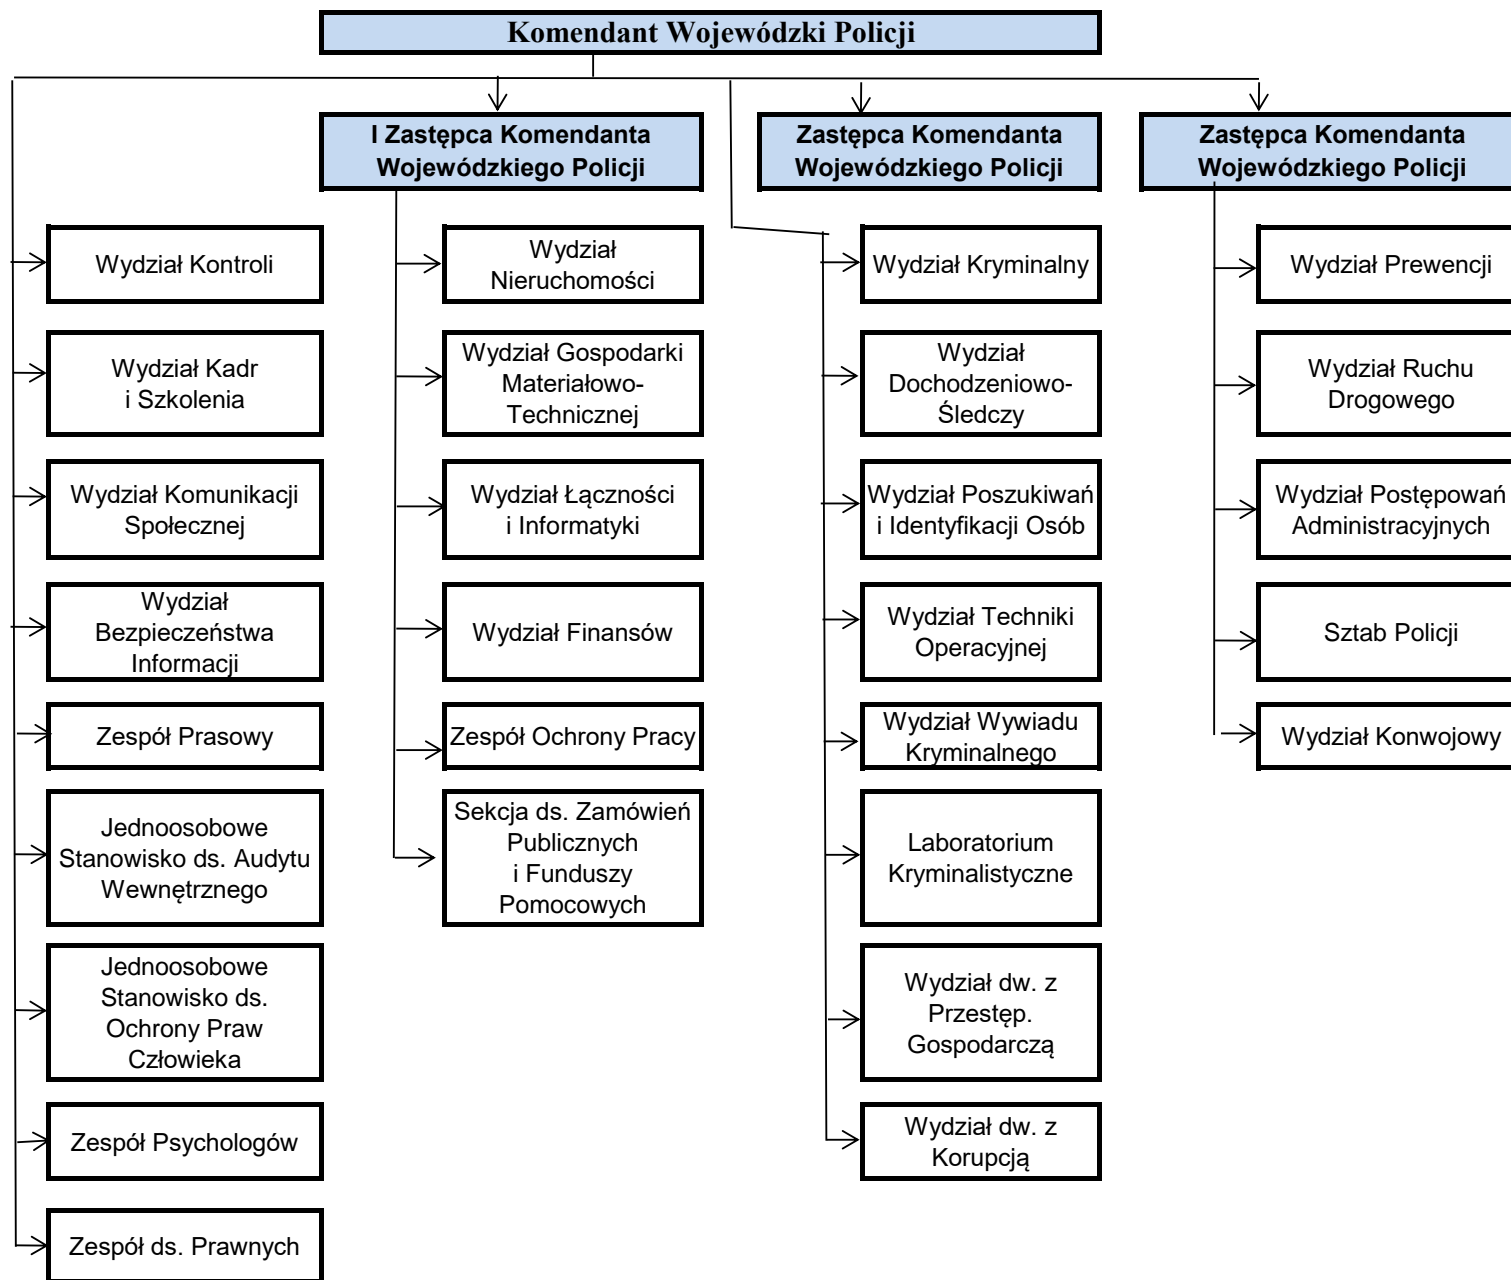 Komendant Wojewódzki Policji
I Zastępca Komendanta
Wojewódzkiego Policji
Zastępca Komendanta
Wojewódzkiego Policji
Zastępca Komendanta
Wojewódzkiego Policji
Wydział Kontroli
Wydział Kadr
i Szkolenia
Wydział Komunikacji
Społecznej
Wydział
Bezpieczeństwa
Informacji
Zespół Prasowy
Jednoosobowe
Stanowisko ds. Audytu
Wewnętrznego
Jednoosobowe
Stanowisko ds.
Ochrony Praw
Człowieka
Zespół Psychologów
Zespół ds. Prawnych
Wydział
Nieruchomości
Wydział Gospodarki
Materiałowo-
Technicznej
Wydział Łączności
i Informatyki
Wydział Finansów
Zespół Ochrony Pracy
Sekcja ds. Zamówień
Publicznych
i Funduszy
Pomocowych
Wydział Kryminalny
Wydział
Dochodzeniowo-
Śledczy
Wydział Poszukiwań
i Identyfikacji Osób
Wydział Techniki
Operacyjnej
Wydział Wywiadu
Kryminalnego
Laboratorium
Kryminalistyczne
Wydział dw. z
Przestęp.
Gospodarczą
Wydział dw. z
Korupcją
Wydział Prewencji
Wydział Ruchu
Drogowego
Wydział Postępowań
Administracyjnych
Sztab Policji
Wydział Konwojowy